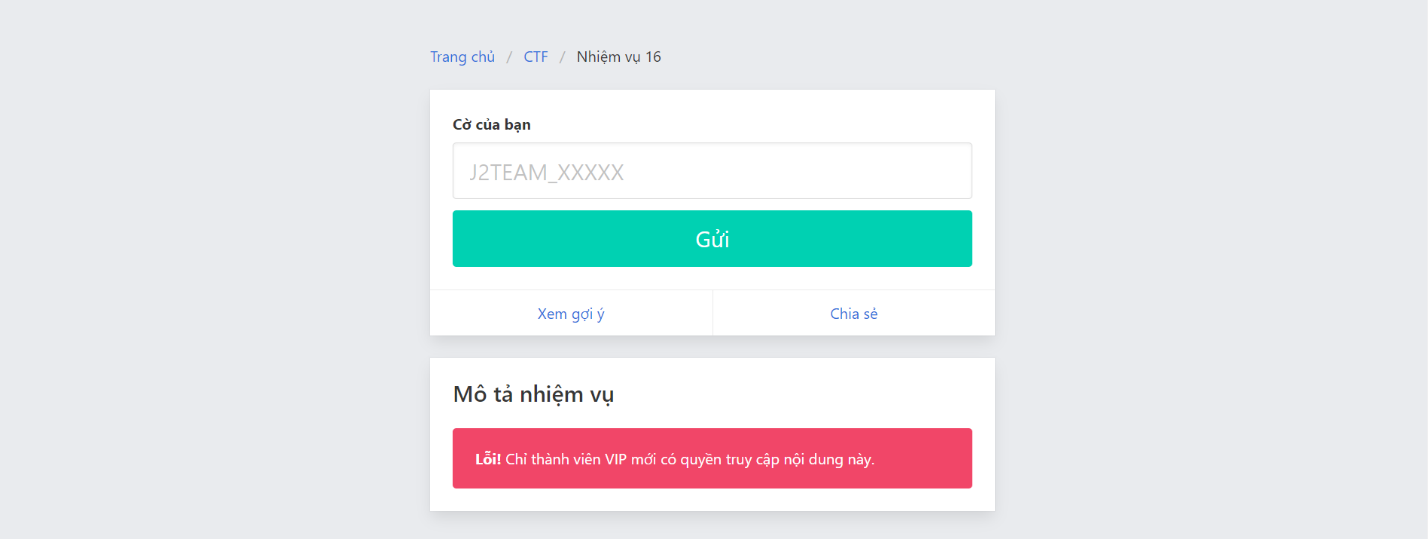 Trang chủ / CTF / Nhiệm vụ 16
Cờ của bạn
J2TEAM_XXXXX
Gửi
Xem gợi ý
Chia sẻ
Mô tả nhiệm vụ
Lỗi! Chỉ thành viên VIP mới có quyền truy cập nội dung này.